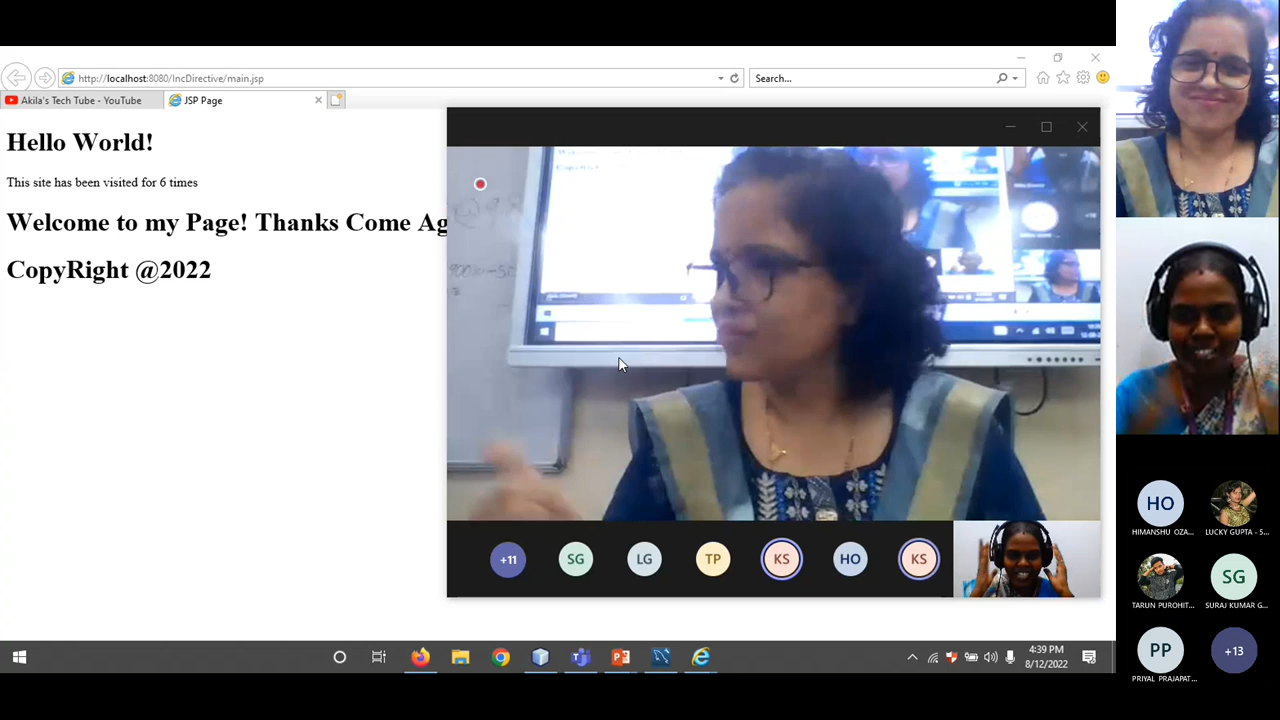 http://localhost:8080/IncDirective/main.jsp
Search...
Akila's Tech Tube - YouTube
JSP Page
Hello World!
This site has been visited for 6 times
Welcome to my Page! Thanks Come Ag
CopyRight @2022
+11
SG
LG
TP
KS
HO
KS
HO
HIMANSHU OZA...
LUCKY GUPTA - 5...
TARUN PUROHIT...
SG
SURAJ KUMAR G...
PP
PRIYAL PRAJAPAT...
+13
4:39 PM
8/12/2022